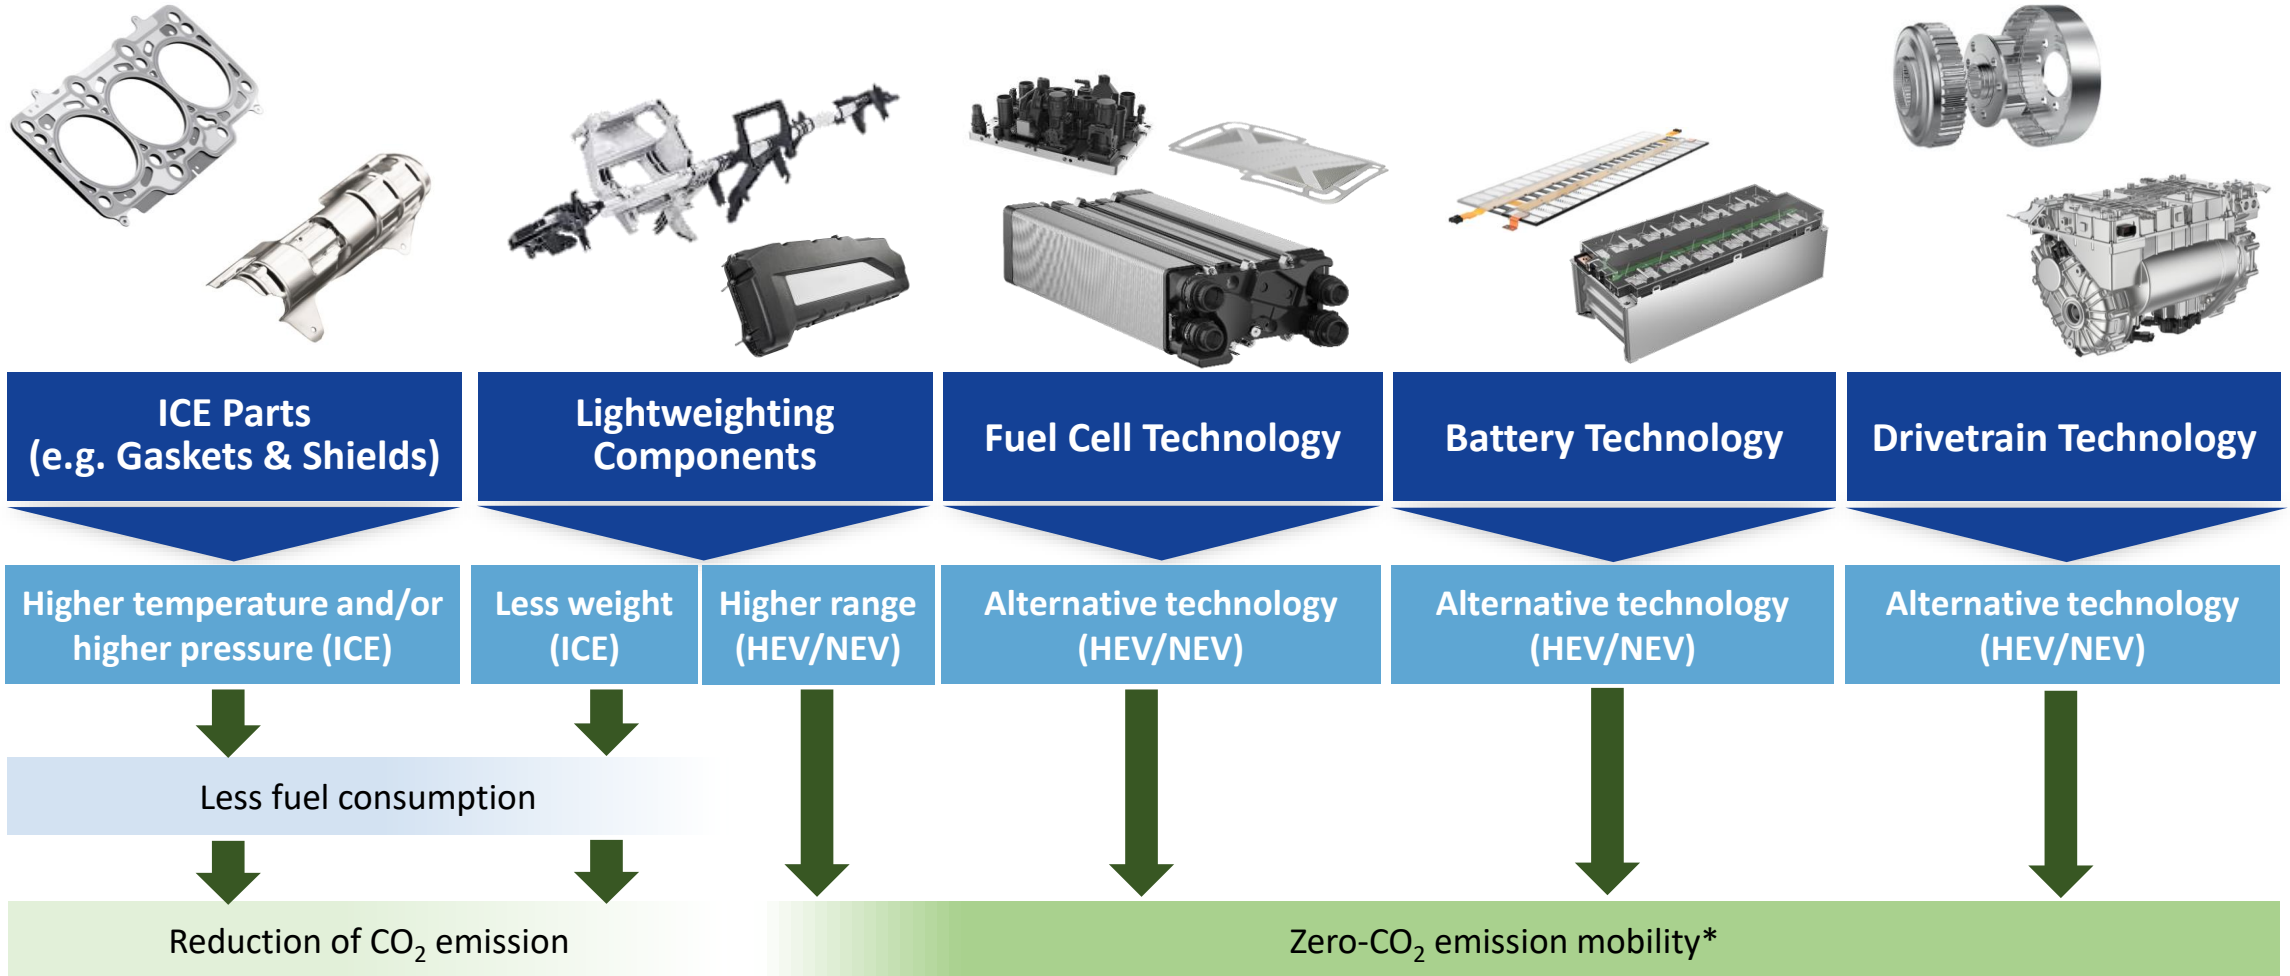 ICE Parts
(e.g. Gaskets & Shields)
Lightweighting
Components
Fuel Cell Technology
Battery Technology
Drivetrain Technology
Higher temperature and/or
higher pressure (ICE)
Less weight
(ICE)
Higher range
(HEV/NEV)
Alternative technology
(HEV/NEV)
Alternative technology
(HEV/NEV)
Alternative technology
(HEV/NEV)
Less fuel consumption
Reduction of CO₂ emission
Zero-CO₂ emission mobility*